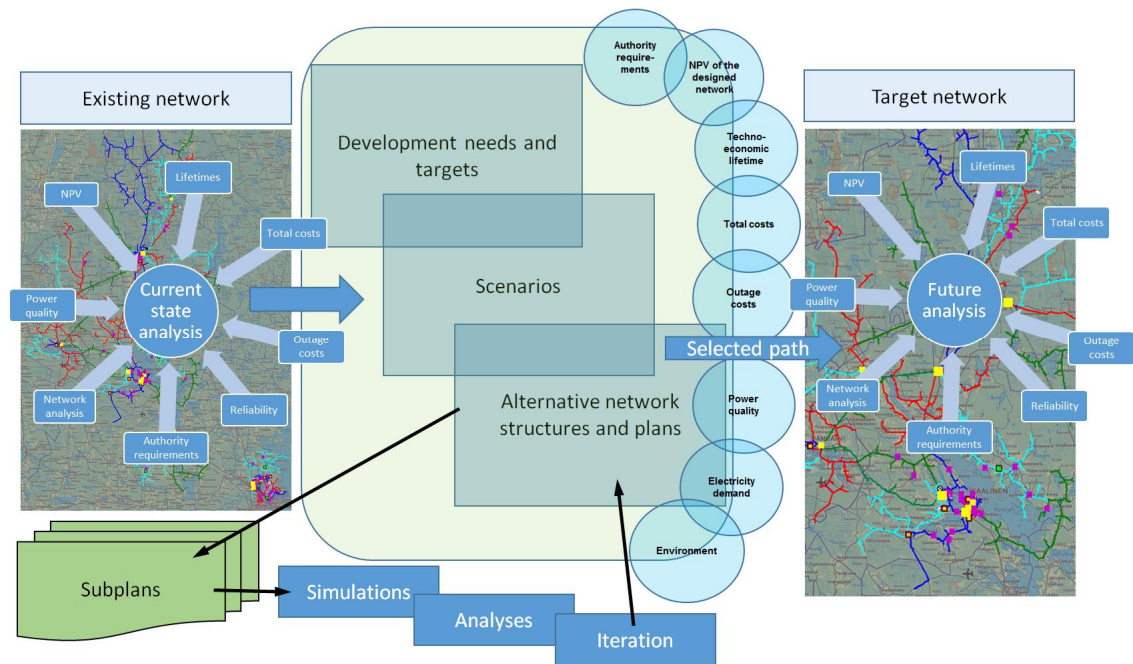 Existing network
NPV
Lifetimes
Total costs
Power
quality
Current
state
analysis
Outage
costs
Network
analysis
Reliability
Authority
requirements
Development needs and
targets
Scenarios
Alternative network
structures and plans
Authority
require-
ments
NPV of the
designed
network
Techno-
economic
lifetime
Total costs
Outage
costs
Selected path
Power
quality
Electricity
demand
Environment
Target network
NPV
Lifetimes
Total costs
Power
quality
Future
analysis
Outage
costs
Network
analysis
Reliability
Authority
requirements
KAALINEN
Subplans
Simulations
Analyses
Iteration